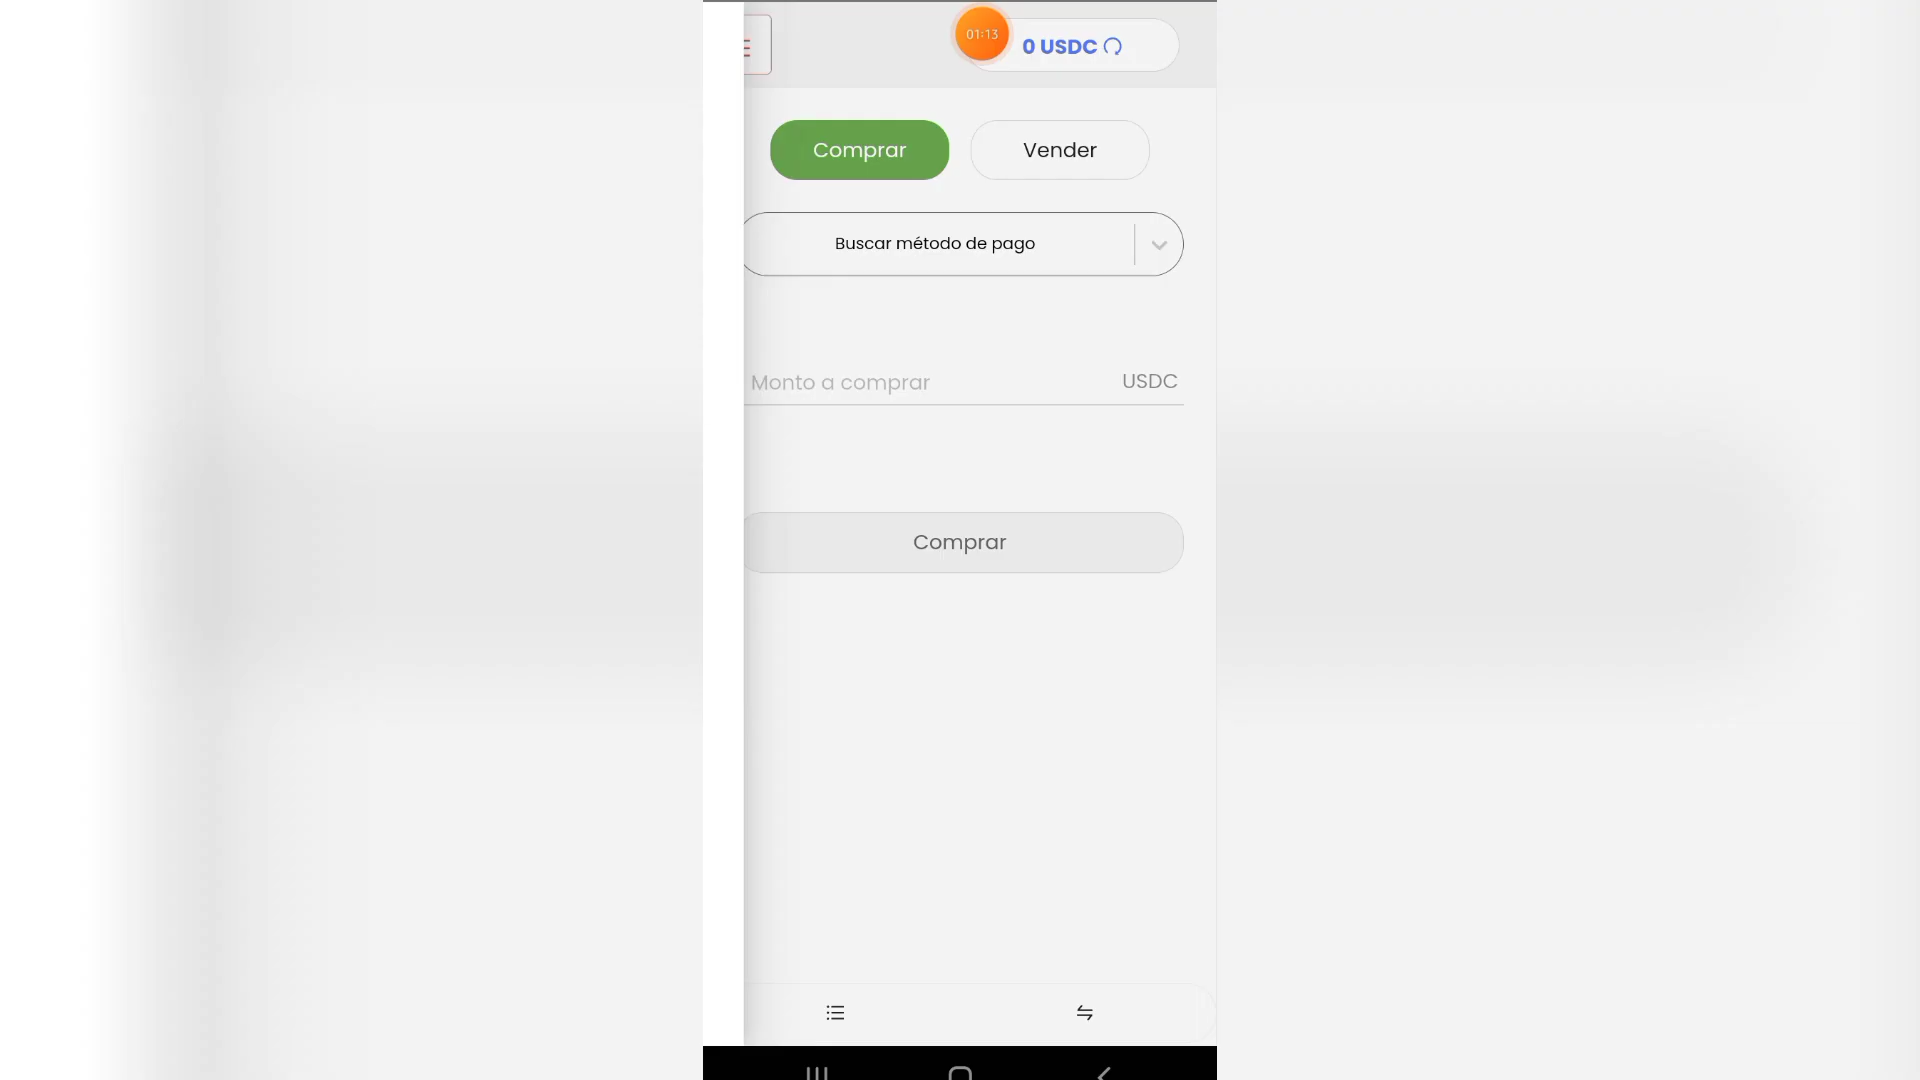 01:13
0 USDC
Comprar
Vender
Buscar método de pago
Monto a comprar
USDC
Comprar